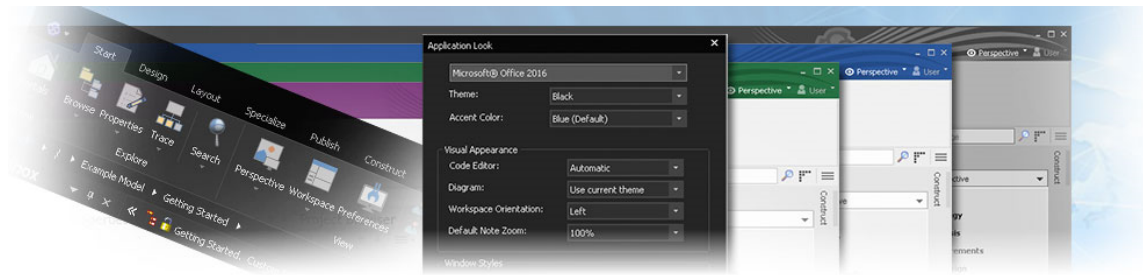 Start Design Layout Specialize Publish Construct
Browse Properties Trace Search Perspective Workspace Preferences
Explore View
Example Model Getting Started
Getting Started,
Application Look
Microsoft® Office 2016
Theme: Black
Accent Color: Blue (Default)
Visual Appearance
Code Editor: Automatic
Diagram: Use current theme
Workspace Orientation: Left
Default Note Zoom: 100%
Window Styles
Perspective User
Construct
Perspective User
Construct
Perspective User
Construct